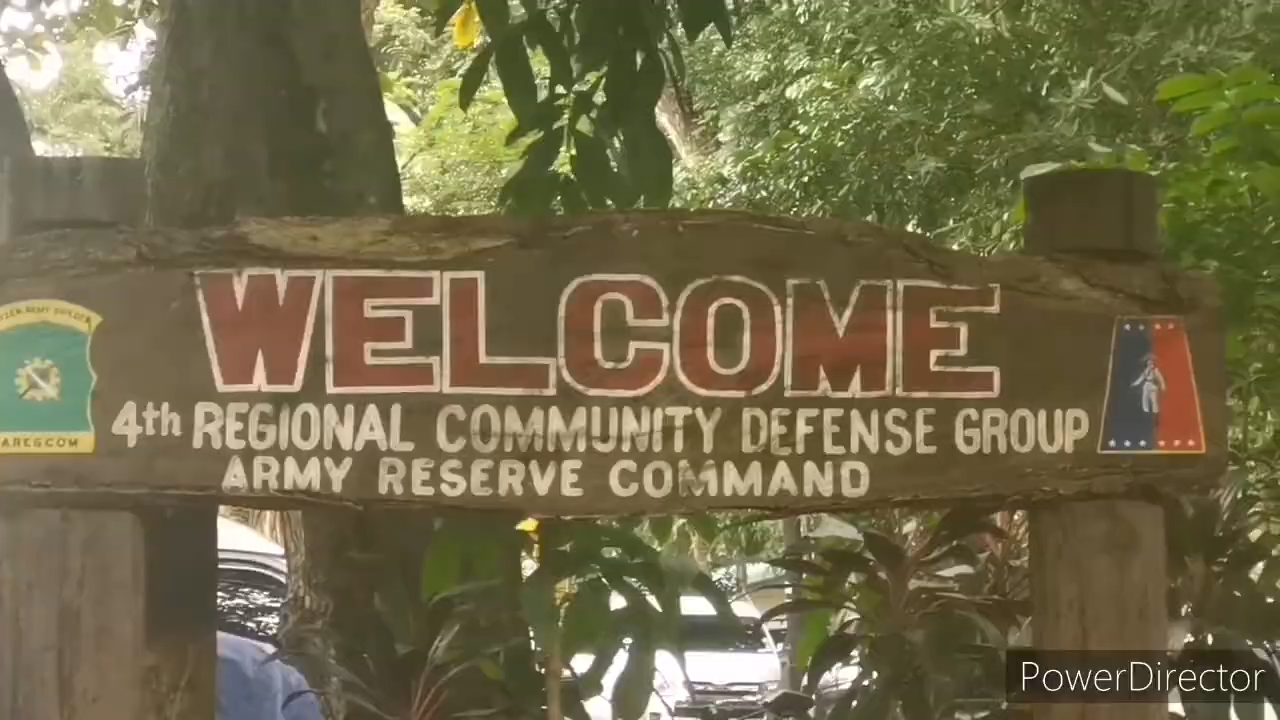 WELCOME
4th REGIONAL COMMUNITY DEFENSE GROUP
ARMY RESERVE COMMAND
ARESCOM
PowerDirector